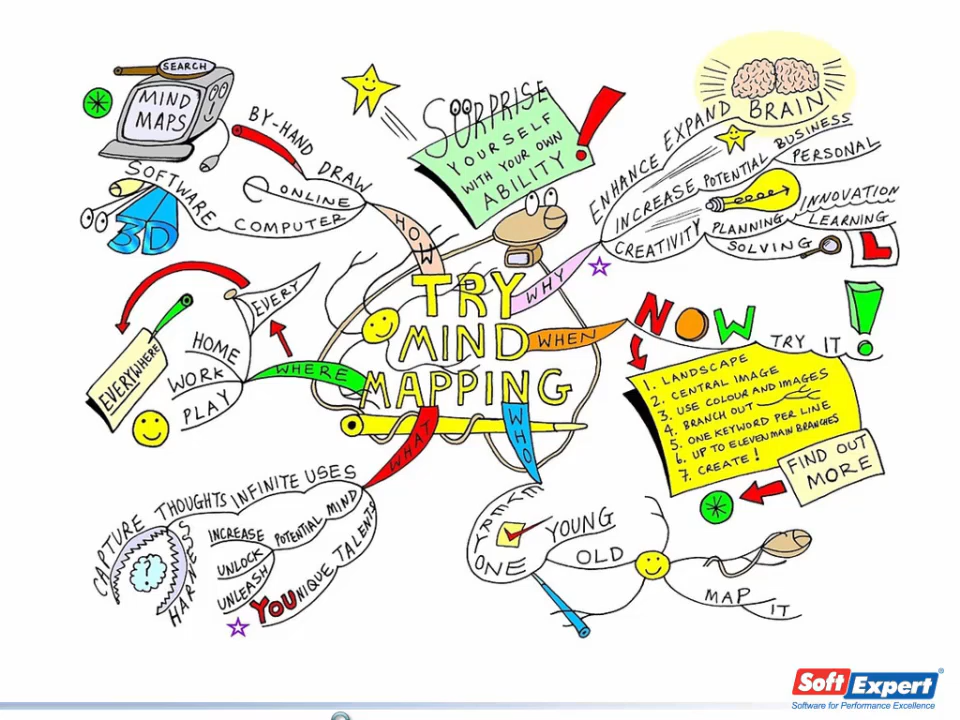 TRY
MIND
MAPPING
HOW
BY-HAND DRAW
ONLINE
COMPUTER
SOFTWARE
3D
SEARCH
MIND
MAPS
SURPRISE
YOURSELF
WITH YOUR OWN
ABILITY!
WHY
ENHANCE EXPAND BRAIN
INCREASE POTENTIAL
BUSINESS
PERSONAL
CREATIVITY
PLANNING
INNOVATION
LEARNING
SOLVING
L
WHEN
NOW
TRY IT!
1. LANDSCAPE
2. CENTRAL IMAGE
3. USE COLOUR AND IMAGES
4. BRANCH OUT
5. ONE KEYWORD PER LINE
6. UP TO ELEVEN MAIN BRANCHES
7. CREATE!
FIND OUT
MORE
WHO
EVERYONE
YOUNG
OLD
MAP
IT
WHAT
CAPTURE THOUGHTS INFINITE USES
HARNESS
POTENTIAL MIND
INCREASE
UNLOCK
UNLEASH
YOUNIQUE TALENTS
WHERE
EVERY
EVERYWHERE
HOME
WORK
PLAY
SoftExpert®
Software for Performance Excellence